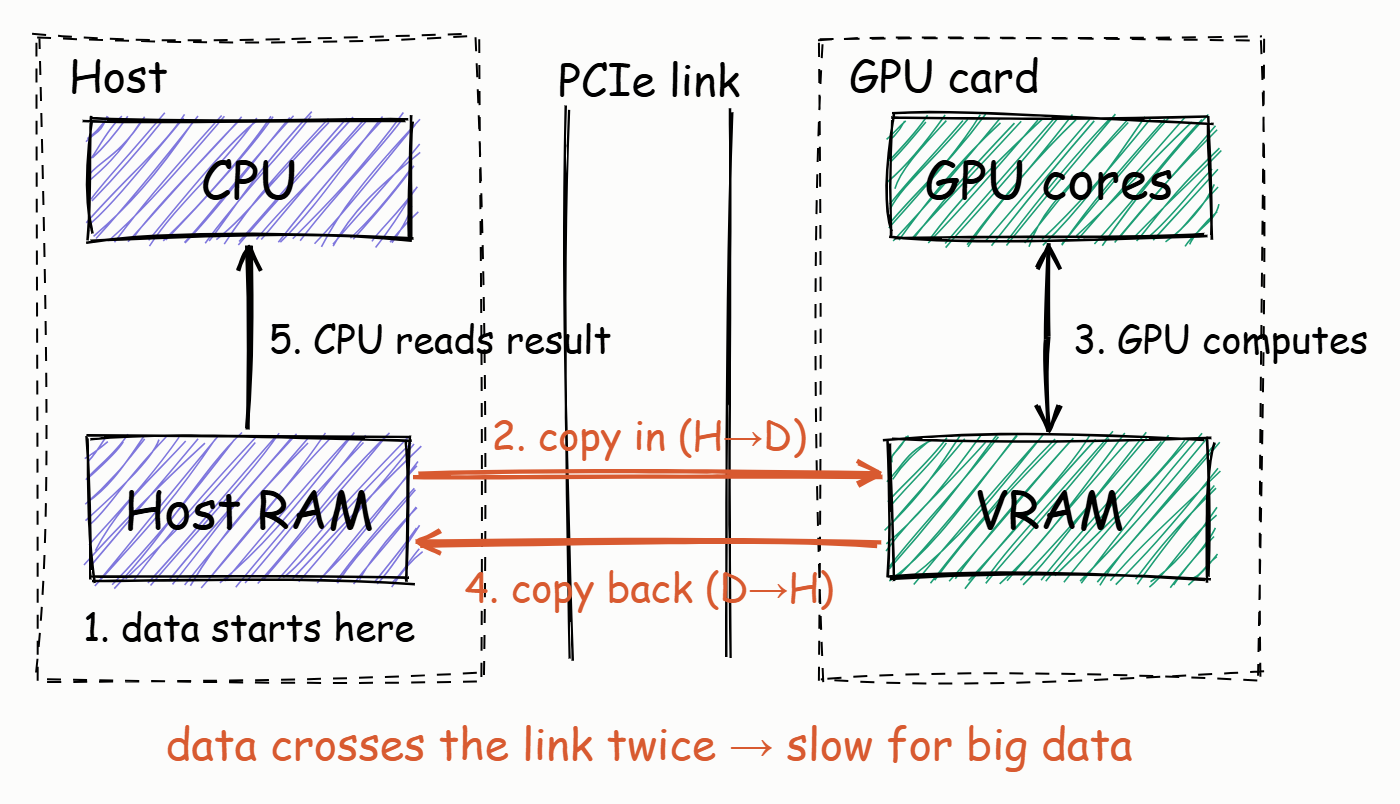 Host
PCIe link
GPU card
CPU
GPU cores
5. CPU reads result
3. GPU computes
2. copy in (H→D)
Host RAM
VRAM
4. copy back (D→H)
1. data starts here
data crosses the link twice → slow for big data